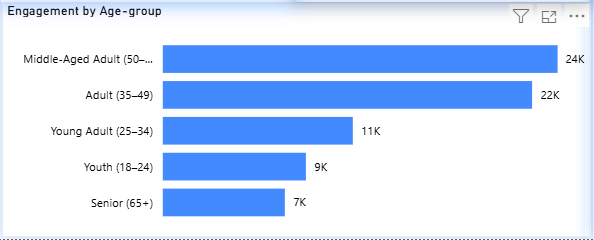 Engagement by Age-group
Middle-Aged Adult (50–...
24K
Adult (35–49)
22K
Young Adult (25–34)
11K
Youth (18–24)
9K
Senior (65+)
7K